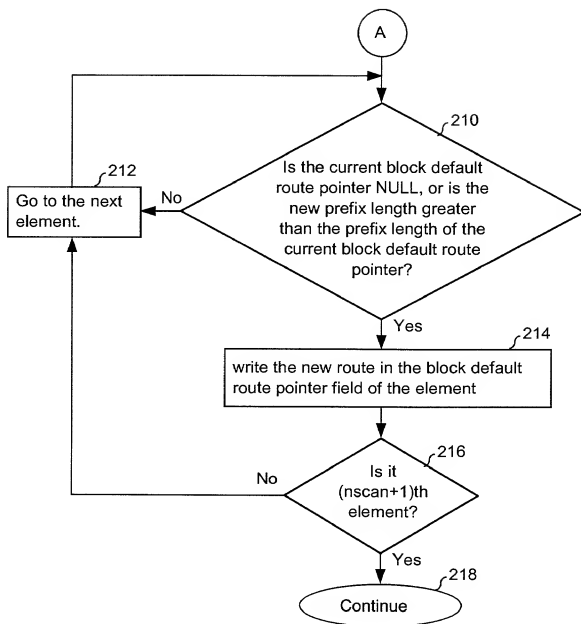 A
210
Is the current block default
route pointer NULL, or is the
new prefix length greater
than the prefix length of the
current block default route
pointer?
212
Go to the next
element.
No
Yes
214
write the new route in the block default
route pointer field of the element
216
Is it
(nscan+1)th
element?
No
Yes
218
Continue